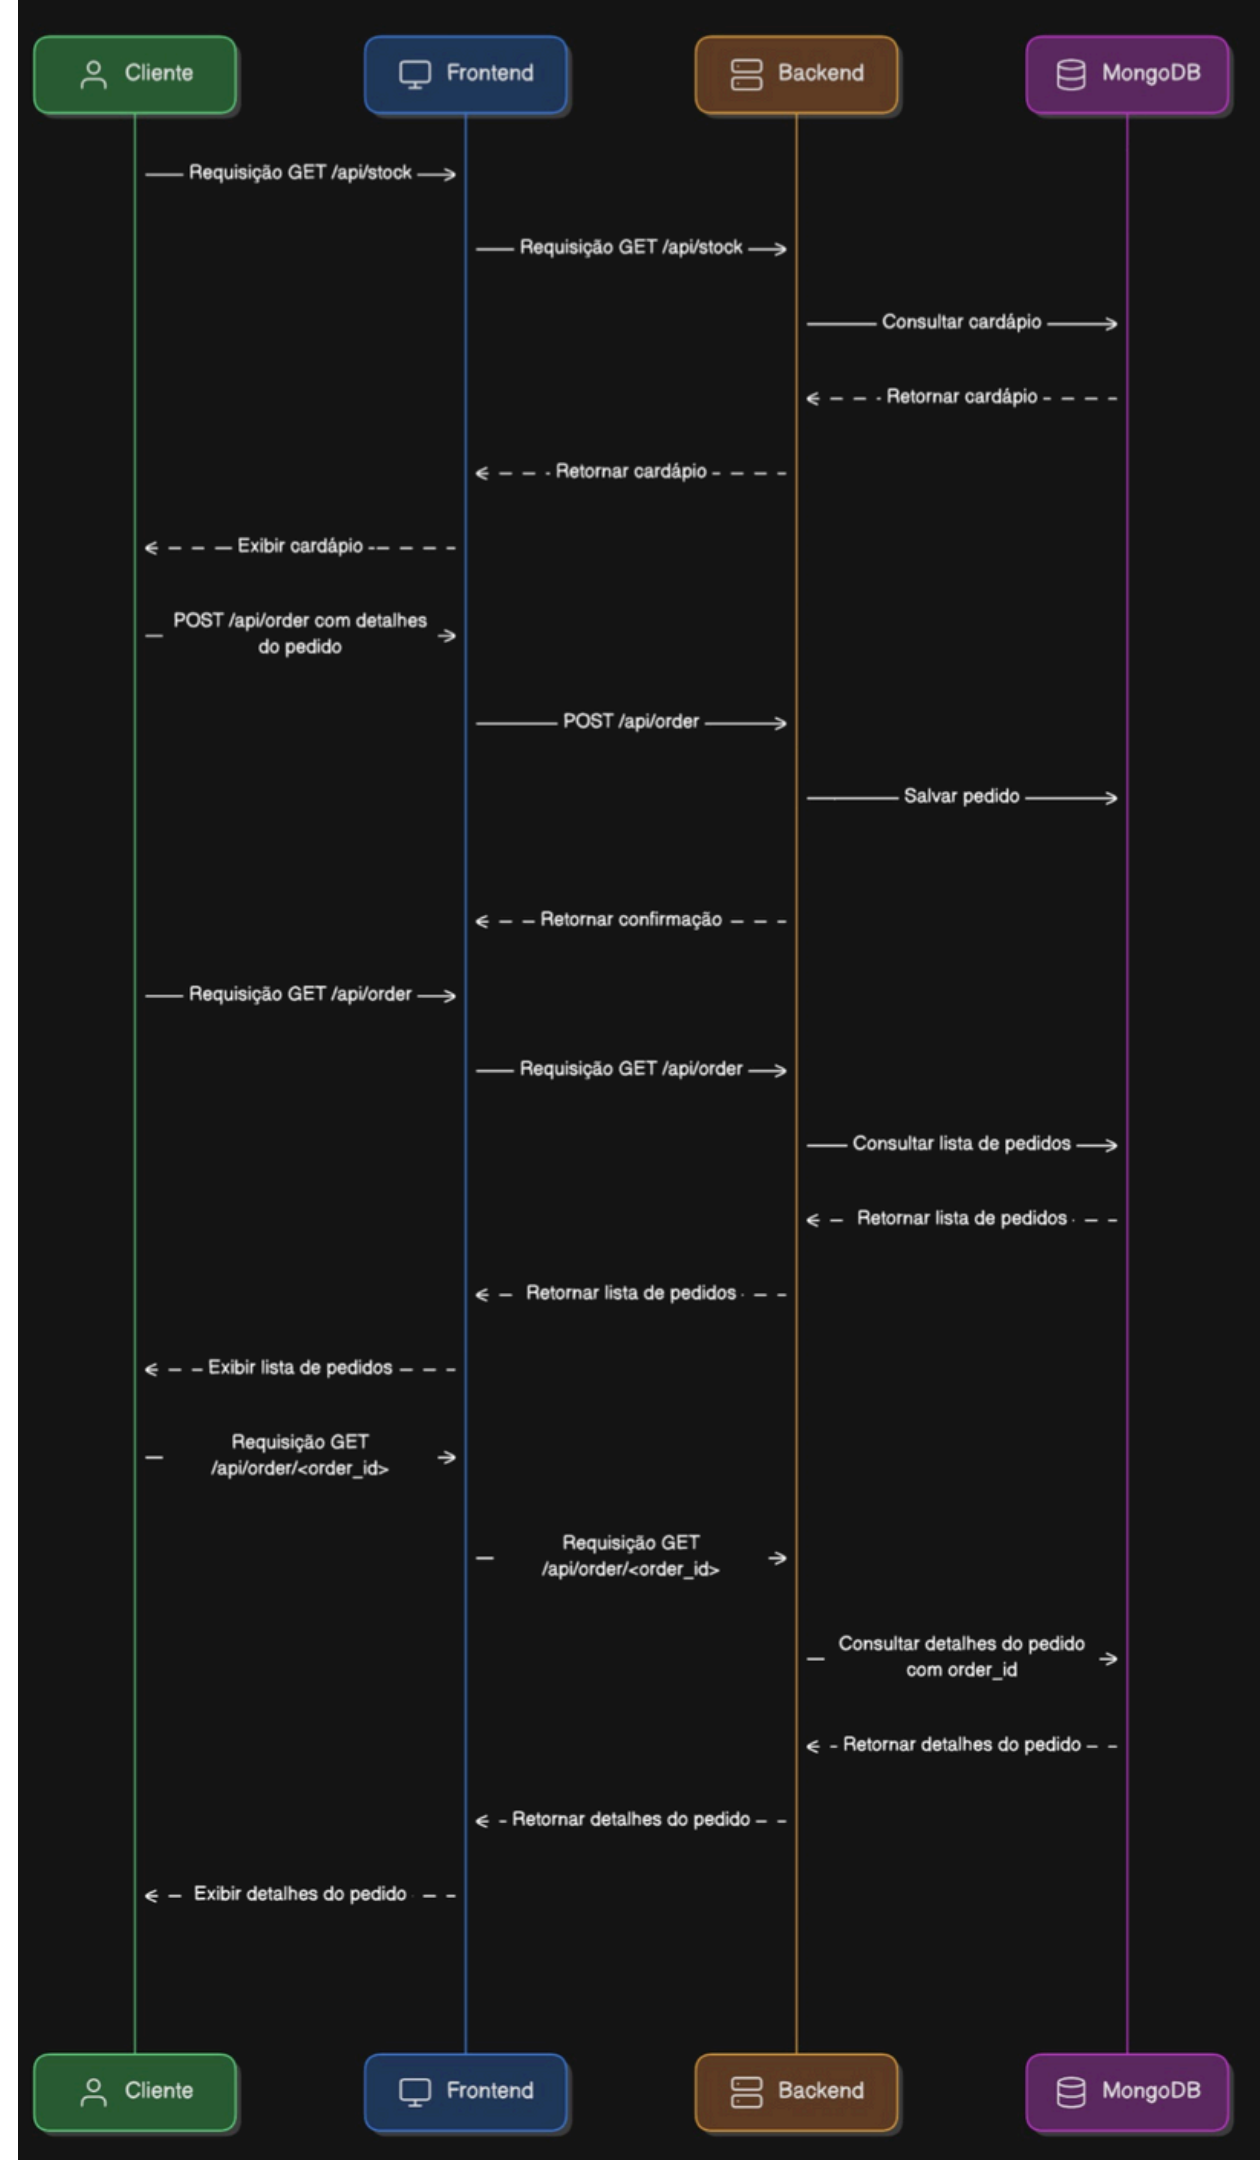 Cliente
Frontend
Backend
MongoDB
Requisição GET /api/stock
Requisição GET /api/stock
Consultar cardápio
Retornar cardápio
Retornar cardápio
Exibir cardápio
POST /api/order com detalhes
do pedido
POST /api/order
Salvar pedido
Retornar confirmação
Requisição GET /api/order
Requisição GET /api/order
Consultar lista de pedidos
Retornar lista de pedidos
Retornar lista de pedidos
Exibir lista de pedidos
Requisição GET
/api/order/<order_id>
Requisição GET
/api/order/<order_id>
Consultar detalhes do pedido
com order_id
Retornar detalhes do pedido
Retornar detalhes do pedido
Exibir detalhes do pedido
Cliente
Frontend
Backend
MongoDB